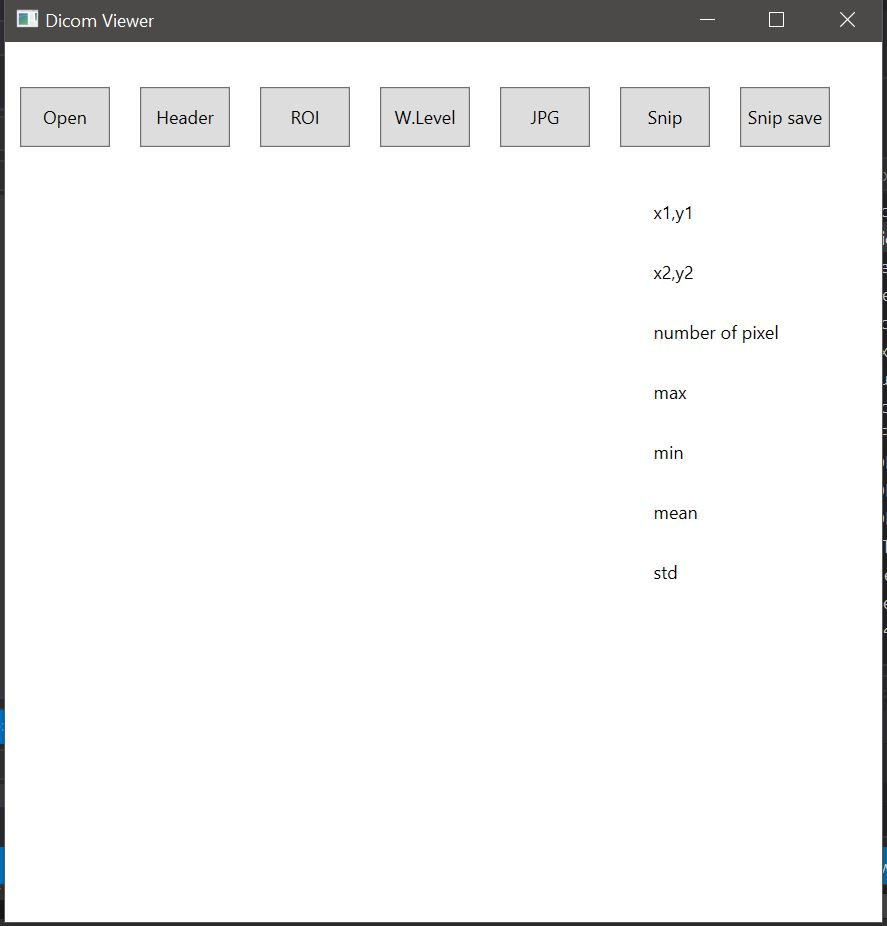 Dicom Viewer
Open Header ROI W.Level JPG Snip Snip save
x1,y1
x2,y2
number of pixel
max
min
mean
std